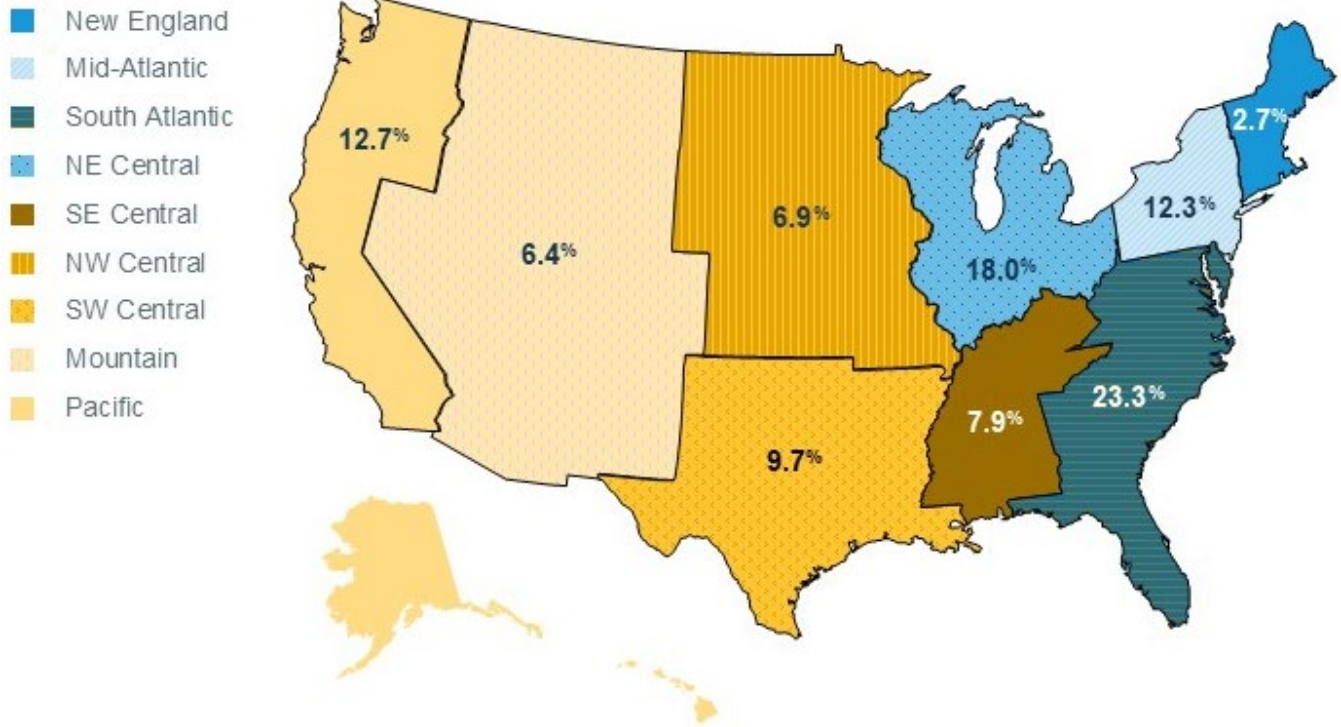 New England
Mid-Atlantic
South Atlantic
NE Central
SE Central
NW Central
SW Central
Mountain
Pacific
12.7%
6.4%
6.9%
18.0%
12.3%
2.7%
7.9%
23.3%
9.7%